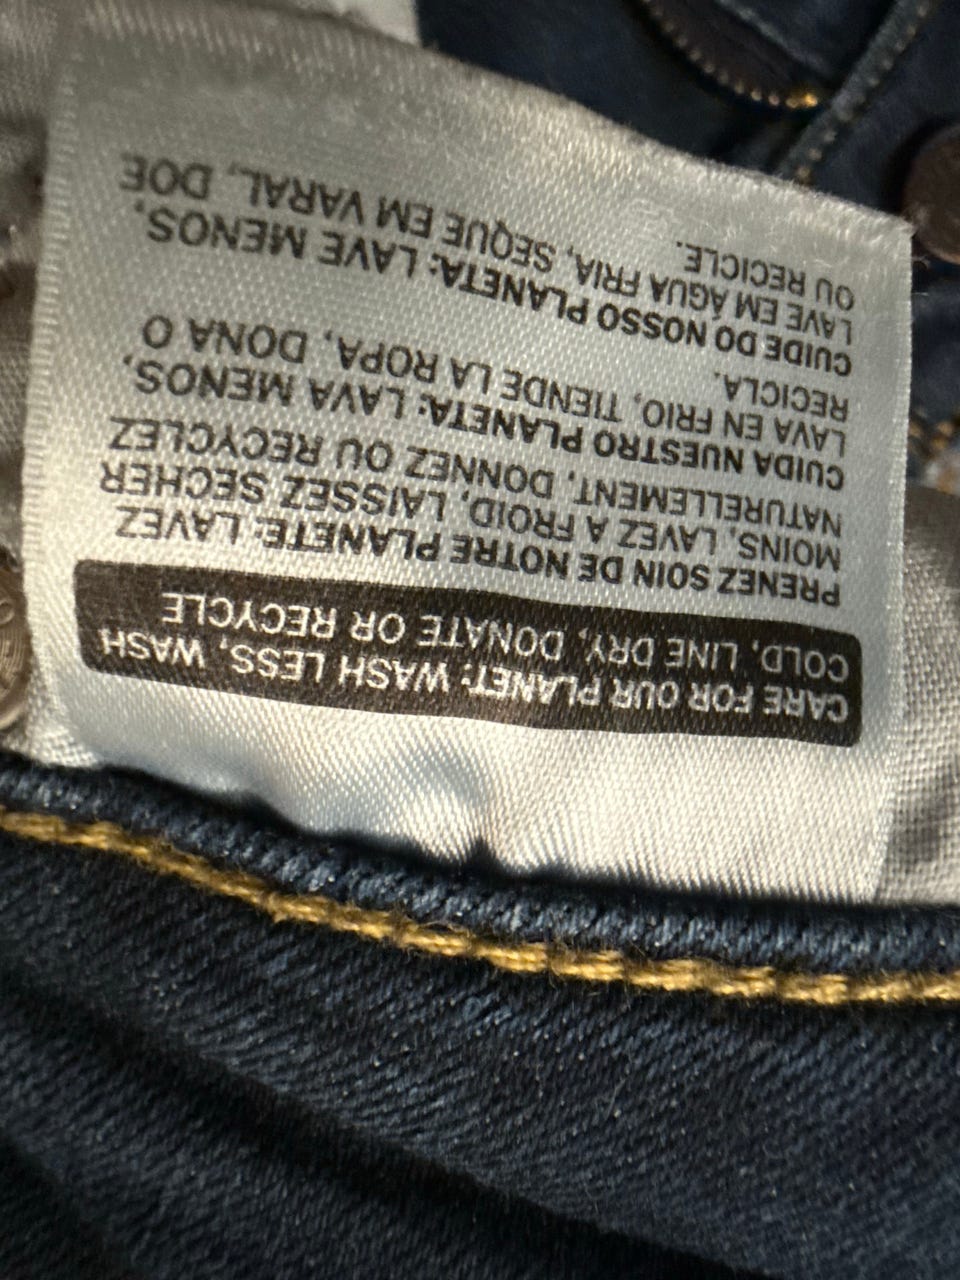 CARE FOR OUR PLANET: WASH LESS, WASH
COLD, LINE DRY, DONATE OR RECYCLE
PRENEZ SOIN DE NOTRE PLANETE: LAVEZ
MOINS, LAVEZ A FROID, LAISSEZ SECHER
NATURELLEMENT, DONNEZ OU RECYCLEZ
CUIDA NUESTRO PLANETA: LAVA MENOS,
LAVA EN FRIO, TIENDE LA ROPA, DONA O
RECICLA.
CUIDE DO NOSSO PLANETA: LAVE MENOS,
LAVE EM ÁGUA FRIA, SEQUE EM VARAL, DOE
OU RECICLE.